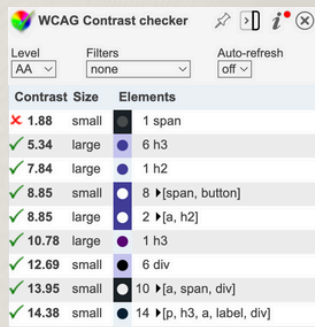 WCAG Contrast checker
Level Filters Auto-refresh
AA none off
Contrast Size Elements
1.88 small 1 span
5.34 large 6 h3
7.84 large 1 h2
8.85 small 8 ▸[span, button]
8.85 large 2 ▸[a, h2]
10.78 large 1 h3
12.69 small 6 div
13.95 small 10 ▸[a, span, div]
14.38 small 14 ▸[p, h3, a, label, div]